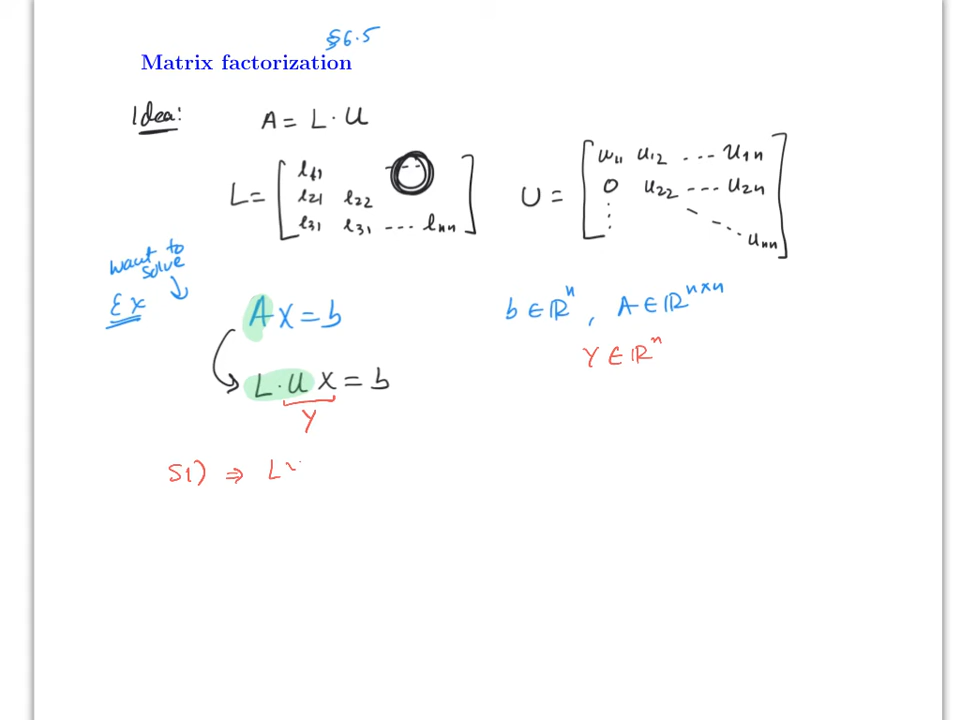 §6.5
Matrix factorization
Idea: A = L · U
L = [ l11 ... 0
l21 l22
l31 l31 ... lnn ]
U = [ u11 u12 ... u1n
0 u22 ... u2n
⋮ ⋱ unn ]
want to solve ↓
Ex Ax = b b ∈ ℝⁿ, A ∈ ℝⁿˣⁿ
Y ∈ ℝⁿ
L · U x = b
Y
S1) ⇒ L